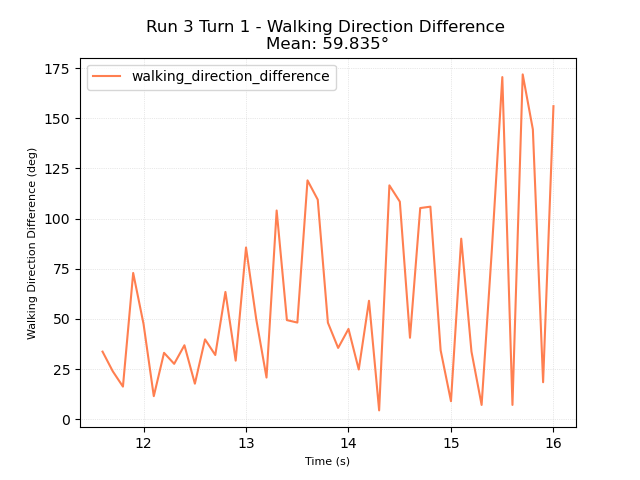 Run 3 Turn 1 - Walking Direction Difference
Mean: 59.835°
walking_direction_difference
175
150
125
100
75
50
25
0
Walking Direction Difference (deg)
12 13 14 15 16
Time (s)